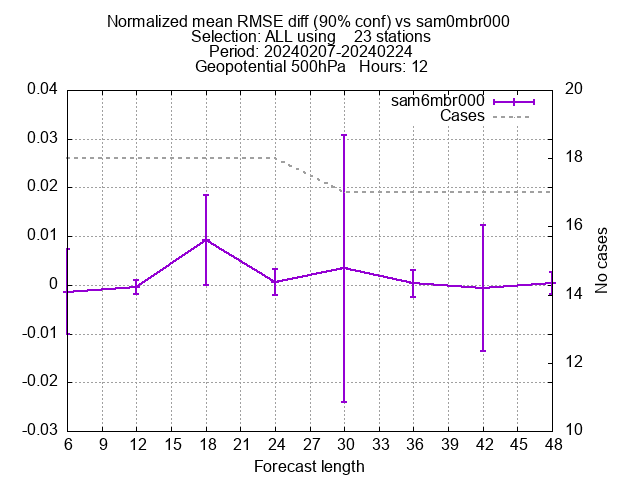 Normalized mean RMSE diff (90% conf) vs sam0mbr000
Selection: ALL using    23 stations
Period: 20240207-20240224
Geopotential 500hPa   Hours: 12
sam6mbr000
Cases
0.04
0.03
0.02
0.01
0
-0.01
-0.02
-0.03
20
18
16
14
12
10
No cases
6 12 15 18 21 24 27 30 33 36 39 42 45 48
Forecast length